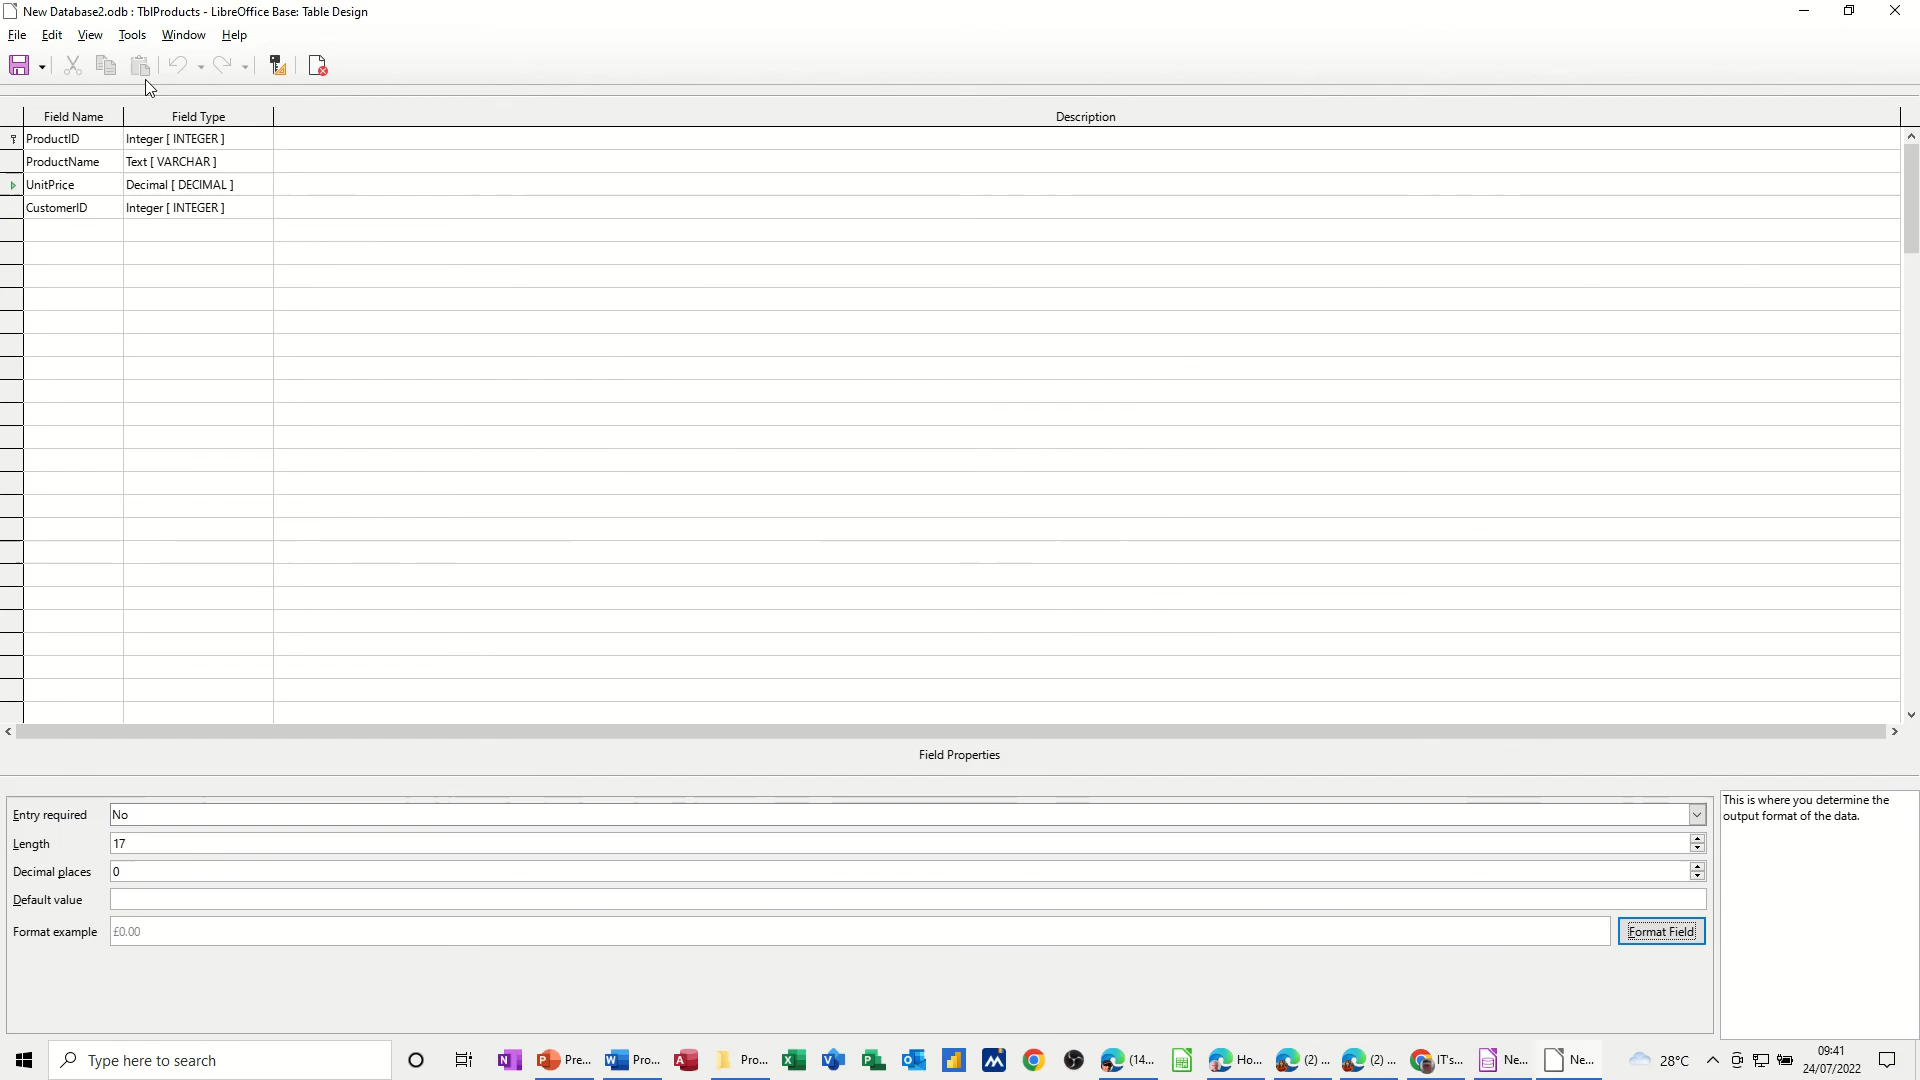 New Database2.odb : TblProducts - LibreOffice Base: Table Design
File Edit View Tools Window Help
Field Name Field Type Description
ProductID Integer [ INTEGER ]
ProductName Text [ VARCHAR ]
UnitPrice Decimal [ DECIMAL ]
CustomerID Integer [ INTEGER ]
Field Properties
Entry required No
Length 17
Decimal places 0
Default value
Format example £0.00 Format Field
This is where you determine the
output format of the data.
Type here to search
Pre... Pro... Pro... (14... Ho... (2) ... (2) ... IT's... Ne... Ne...
28°C
09:41
24/07/2022